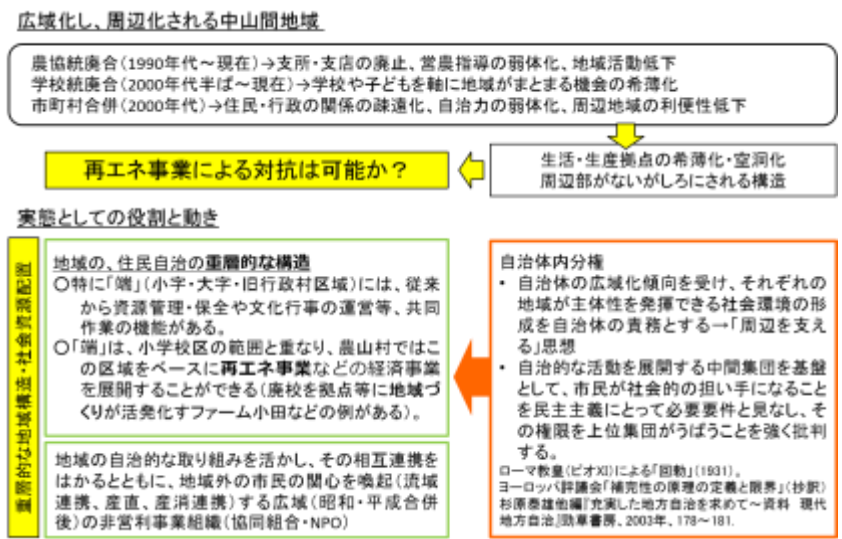 広域化し、周辺化される中山間地域
農協統廃合(1990年代～現在)→支所・支店の廃止、営農指導の弱体化、地域活動低下
学校統廃合(2000年代半ば～現在)→学校や子どもを軸に地域がまとまる機会の希薄化
市町村合併(2000年代)→住民・行政の関係の疎遠化、自治力の弱体化、周辺地域の利便性低下
再エネ事業による対抗は可能か？
生活・生産拠点の希薄化・空洞化
周辺部がないがしろにされる構造
実態としての役割と動き
重層的な地域構造・社会資源配置
地域の、住民自治の重層的な構造
○特に「端」(小字・大字・旧行政村区域)には、従来
から資源管理・保全や文化行事の運営等、共同
作業の機能がある。
○「端」は、小学校区の範囲と重なり、農山村ではこ
の区域をベースに再エネ事業などの経済事業
を展開することができる(廃校を拠点等に地域づ
くりが活発化すファーム小田などの例がある)。
地域の自治的な取り組みを活かし、その相互連携を
はかるとともに、地域外の市民の関心を喚起(流域
連携、産直、産消連携)する広域(昭和・平成合併
後)の非営利事業組織(協同組合・NPO)
自治体内分権
• 自治体の広域化傾向を受け、それぞれの
地域が主体性を発揮できる社会環境の形
成を自治体の責務とする→「周辺を支え
る」思想
• 自治的な活動を展開する中間集団を基盤
として、市民が社会的の担い手になること
を民主主義にとって必要要件と見なし、そ
の権限を上位集団がうばうことを強く批判
する。
ローマ教皇(ピオXI)による「回勅」(1931)。
ヨーロッパ評議会「補完性の原理の定義と限界」(抄訳)
杉原泰雄他編『充実した地方自治を求めて～資料　現代
地方自治』勁草書房、2003年、178～181.